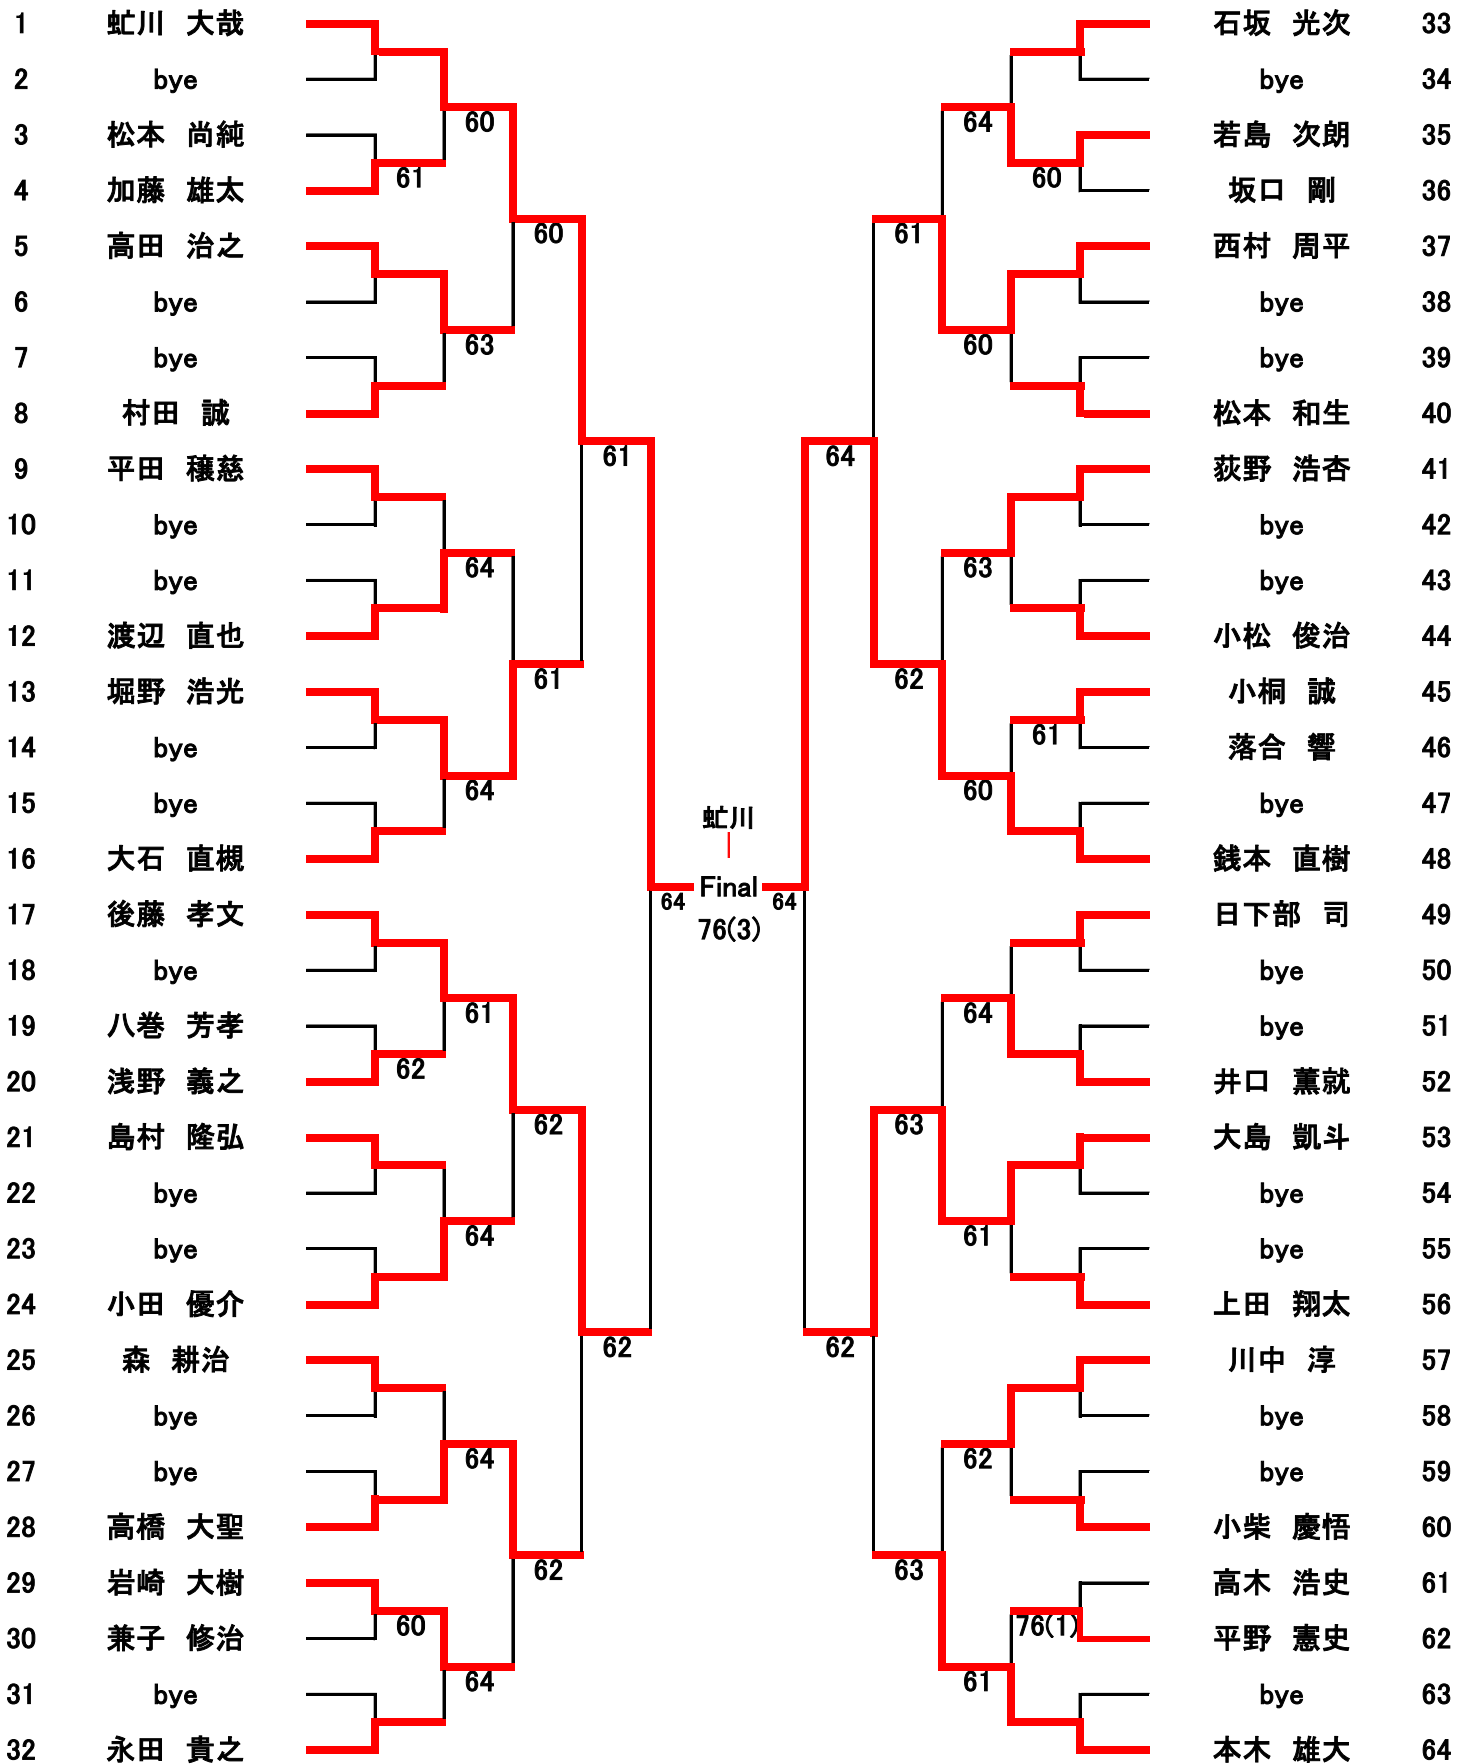 1 虻川 大哉 石坂 光次 33
2 bye bye 34
60 64
3 松本 尚純 若島 次朗 35
61 60
4 加藤 雄太 坂口 剛 36
60 61
5 高田 治之 西村 周平 37
6 bye bye 38
63 60
7 bye bye 39
8 村田 誠 松本 和生 40
61 64
9 平田 穣慈 荻野 浩杏 41
10 bye bye 42
64 63
11 bye bye 43
12 渡辺 直也 小松 俊治 44
61 62
13 堀野 浩光 小桐 誠 45
61
14 bye 落合 響 46
64 60
15 bye bye 47
虻川
16 大石 直槻 銭本 直樹 48
Final
64 64
17 後藤 孝文 日下部 司 49
76(3)
18 bye bye 50
61 64
19 八巻 芳孝 bye 51
62
20 浅野 義之 井口 薫就 52
62 63
21 島村 隆弘 大島 凱斗 53
22 bye bye 54
64 61
23 bye bye 55
24 小田 優介 上田 翔太 56
62 62
25 森 耕治 川中 淳 57
26 bye bye 58
64 62
27 bye bye 59
28 高橋 大聖 小柴 慶悟 60
62 63
29 岩崎 大樹 高木 浩史 61
60 76(1)
30 兼子 修治 平野 憲史 62
64 61
31 bye bye 63
32 永田 貴之 本木 雄大 64